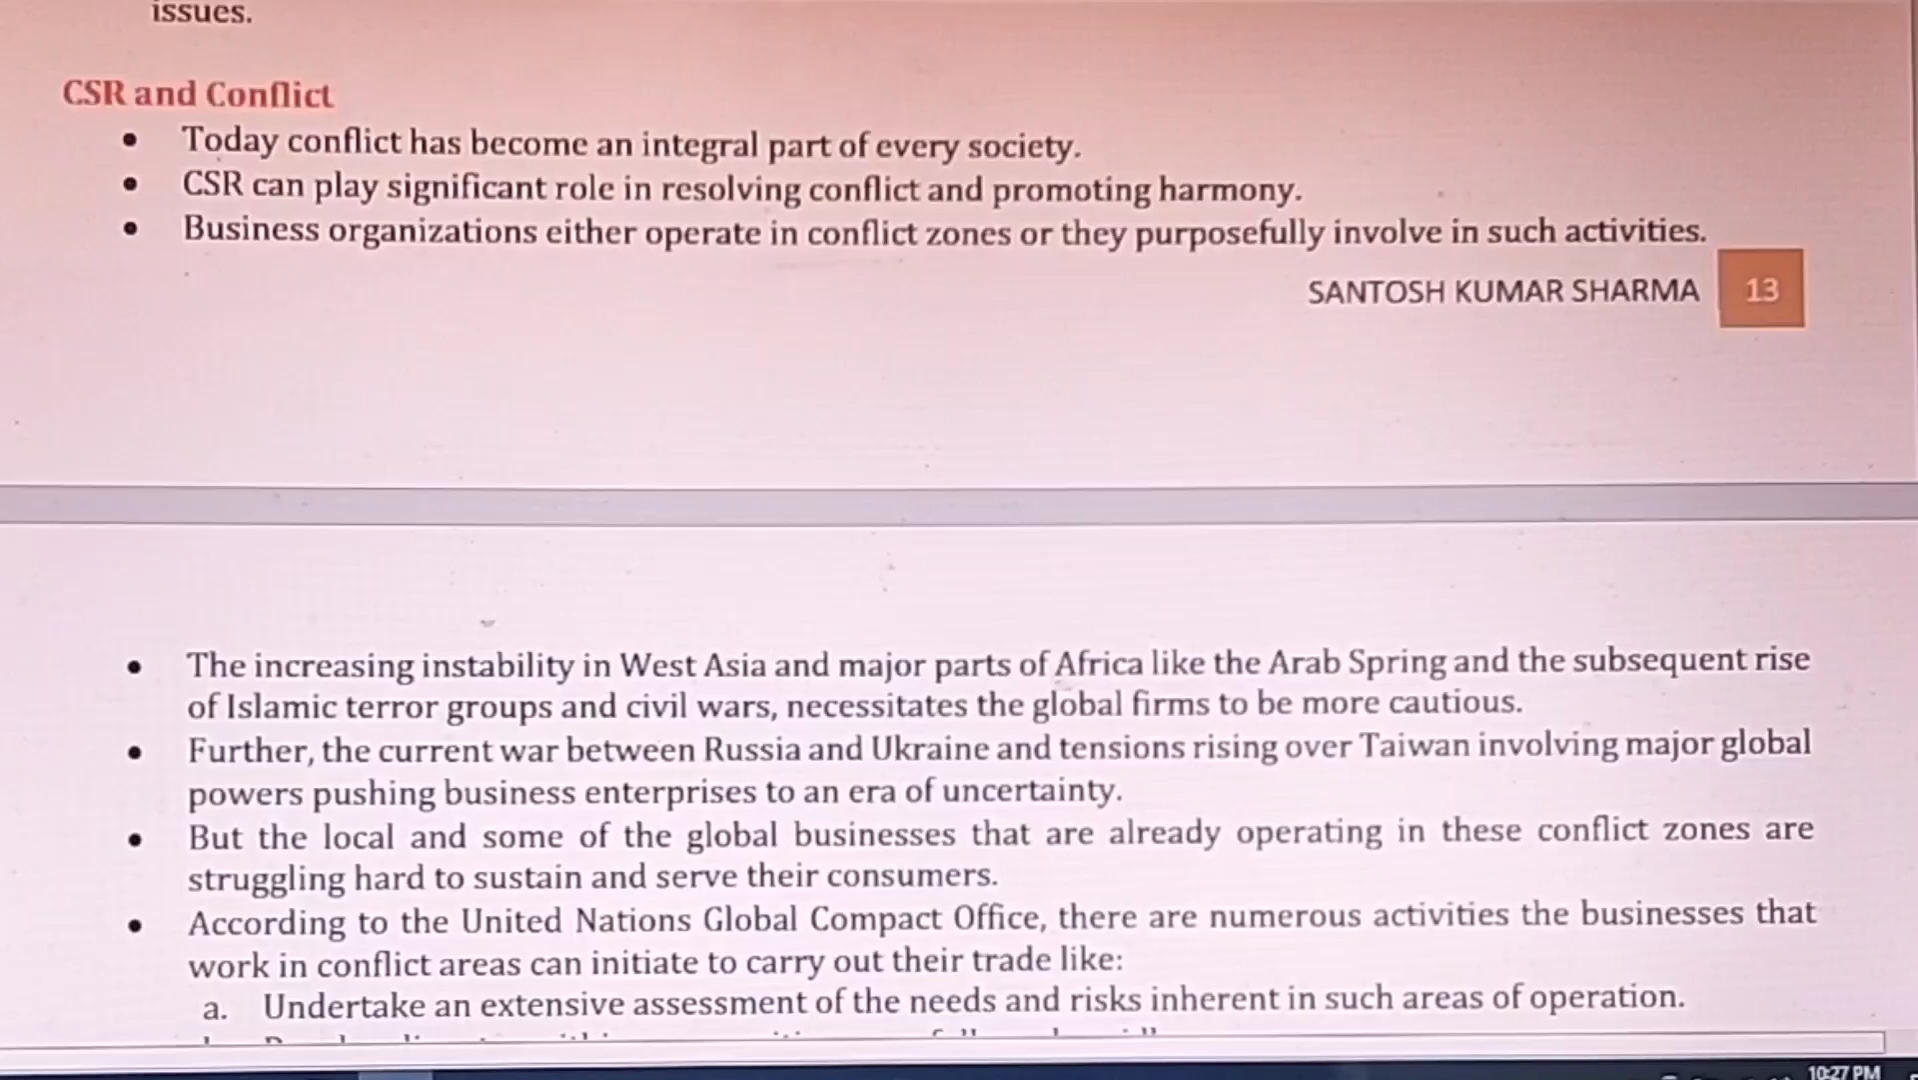 issues.
CSR and Conflict
• Today conflict has become an integral part of every society.
• CSR can play significant role in resolving conflict and promoting harmony.
• Business organizations either operate in conflict zones or they purposefully involve in such activities.
SANTOSH KUMAR SHARMA 13
• The increasing instability in West Asia and major parts of Africa like the Arab Spring and the subsequent rise
of Islamic terror groups and civil wars, necessitates the global firms to be more cautious.
• Further, the current war between Russia and Ukraine and tensions rising over Taiwan involving major global
powers pushing business enterprises to an era of uncertainty.
• But the local and some of the global businesses that are already operating in these conflict zones are
struggling hard to sustain and serve their consumers.
• According to the United Nations Global Compact Office, there are numerous activities the businesses that
work in conflict areas can initiate to carry out their trade like:
a. Undertake an extensive assessment of the needs and risks inherent in such areas of operation.
10:27 PM